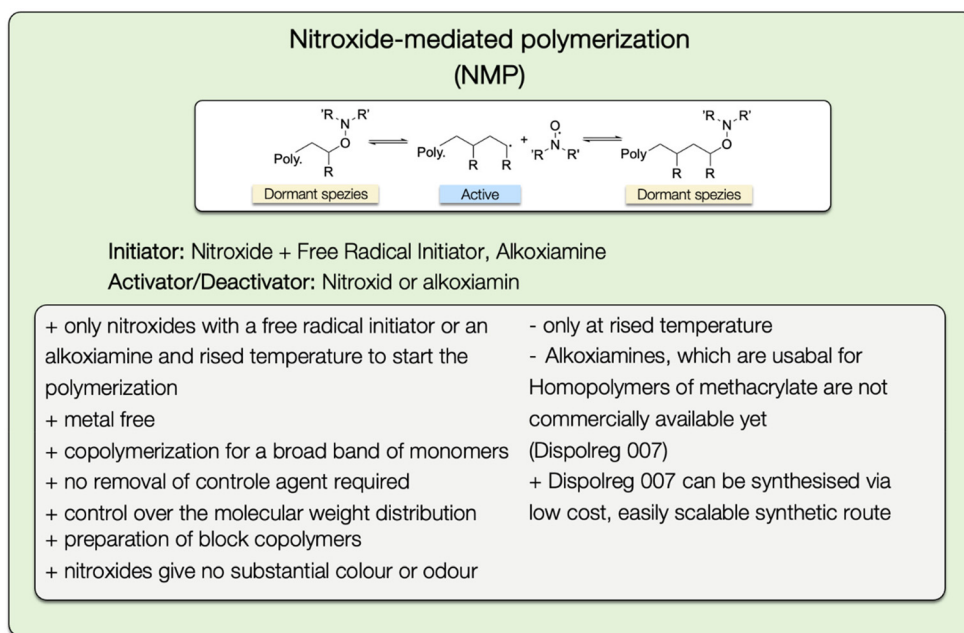 Nitroxide-mediated polymerization
(NMP)
'R R'
N
O
Poly.
R
Dormant spezies
Poly.
R R
+
O
N
'R R'
Active
'R R'
N
O
Poly
R R
Dormant spezies
Initiator: Nitroxide + Free Radical Initiator, Alkoxiamine
Activator/Deactivator: Nitroxid or alkoxiamin
+ only nitroxides with a free radical initiator or an
alkoxiamine and rised temperature to start the
polymerization
+ metal free
+ copolymerization for a broad band of monomers
+ no removal of controle agent required
+ control over the molecular weight distribution
+ preparation of block copolymers
+ nitroxides give no substantial colour or odour
- only at rised temperature
- Alkoxiamines, which are usabal for
Homopolymers of methacrylate are not
commercially available yet
(Dispolreg 007)
+ Dispolreg 007 can be synthesised via
low cost, easily scalable synthetic route